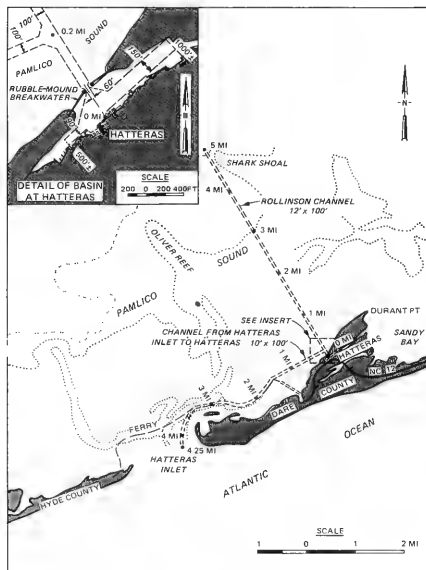 100'
100'
0.2 MI
SOUND
PAMLICO
150'
1000'±
60'
RUBBLE-MOUND
BREAKWATER
0 MI
HATTERAS
80'
500'±
N
DETAIL OF BASIN
AT HATTERAS
SCALE
200 0 200 400FT
-N-
5 MI
SHARK SHOAL
4 MI
ROLLINSON CHANNEL
12' x 100'
3 MI
OLIVER REEF
SOUND
2 MI
PAMLICO
1 MI
DURANT PT
SEE INSERT
0 MI
SANDY
BAY
CHANNEL FROM HATTERAS
INLET TO HATTERAS 10' x 100'
HATTERAS
1 MI
NC 12
2 MI
3 MI
COUNTY
DARE
FERRY
4 MI
4 25 MI
OCEAN
HATTERAS
INLET
ATLANTIC
HYDE COUNTY
SCALE
1 0 1 2 MI